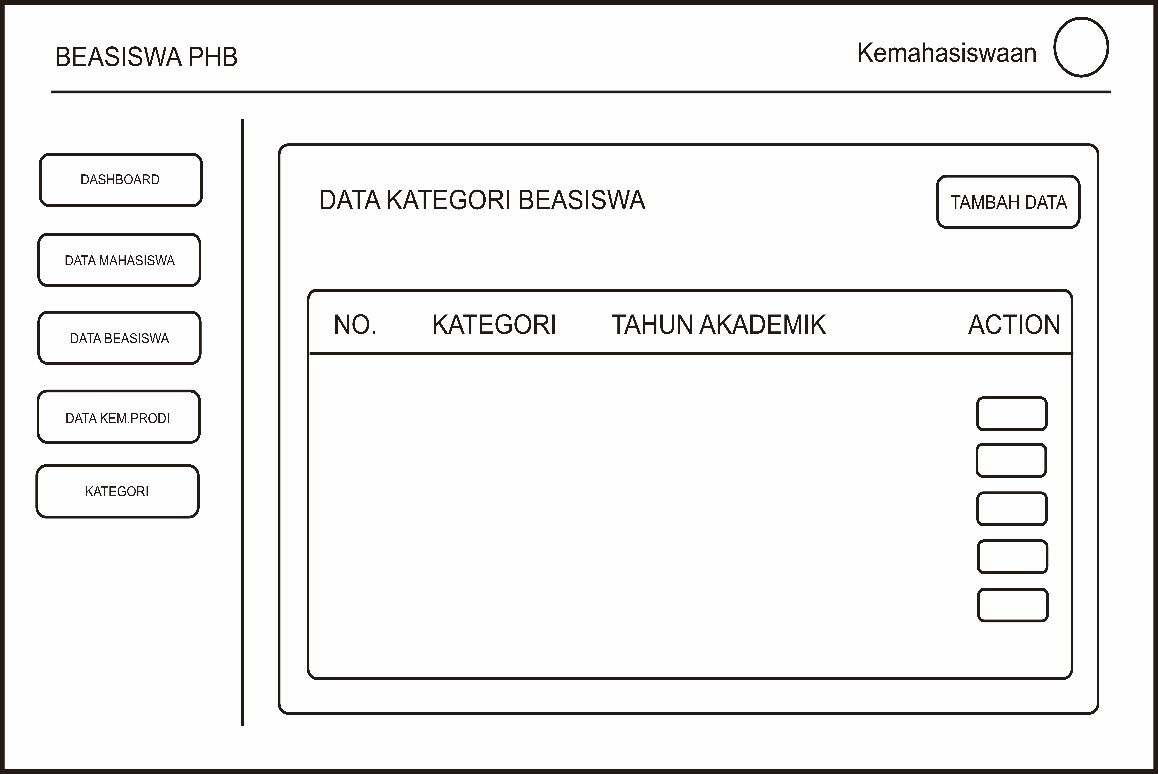 BEASISWA PHB
Kemahasiswaan
DASHBOARD
DATA MAHASISWA
DATA BEASISWA
DATA KEM.PRODI
KATEGORI
DATA KATEGORI BEASISWA
TAMBAH DATA
NO. KATEGORI TAHUN AKADEMIK ACTION